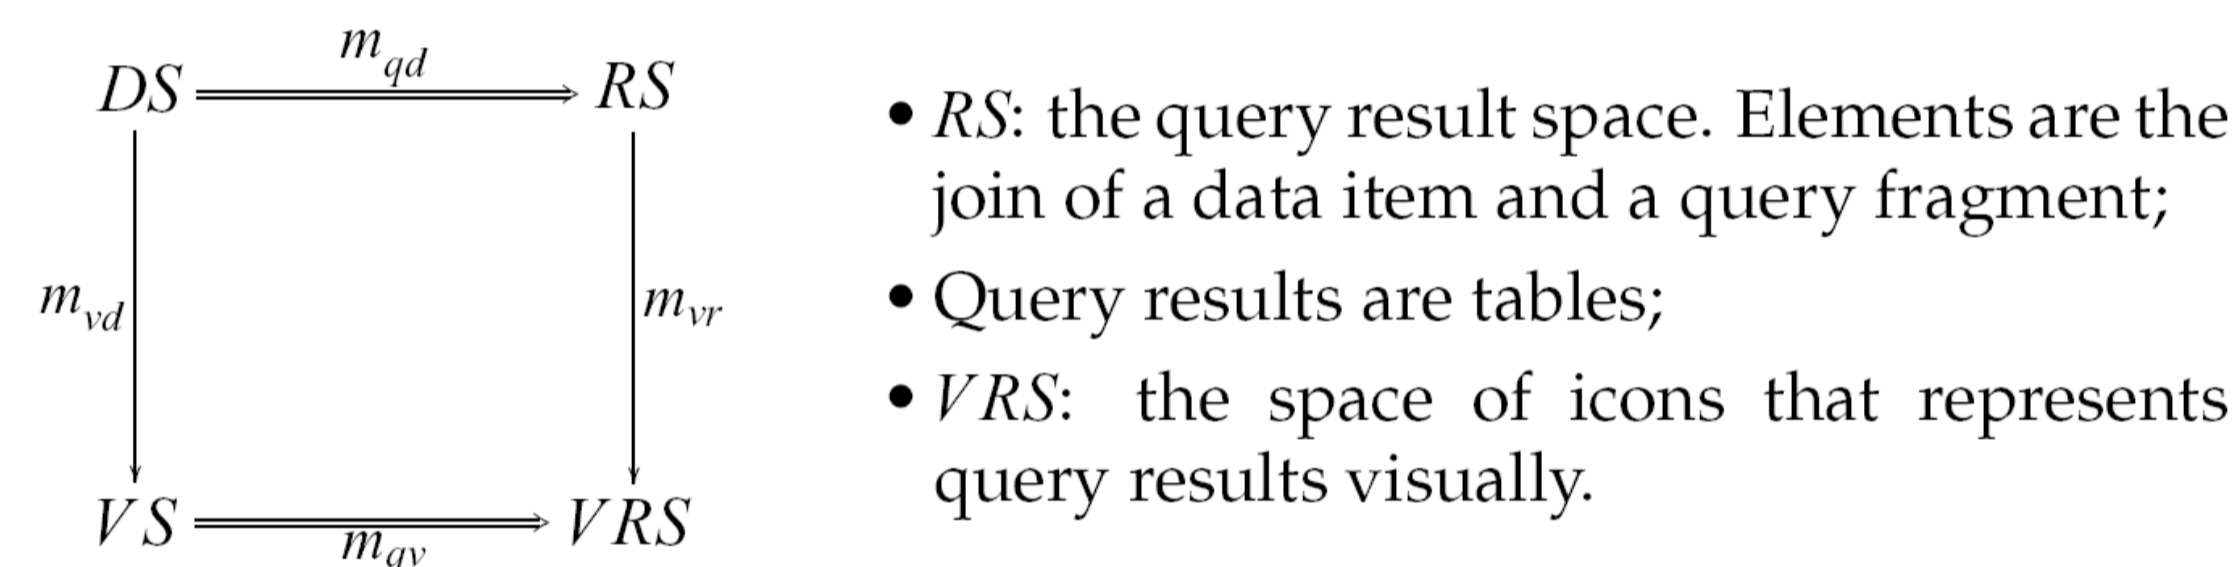 m_qd
DS RS
m_vd m_vr
VS VRS
m_qv
• RS: the query result space. Elements are the
join of a data item and a query fragment;
• Query results are tables;
• VRS: the space of icons that represents
query results visually.